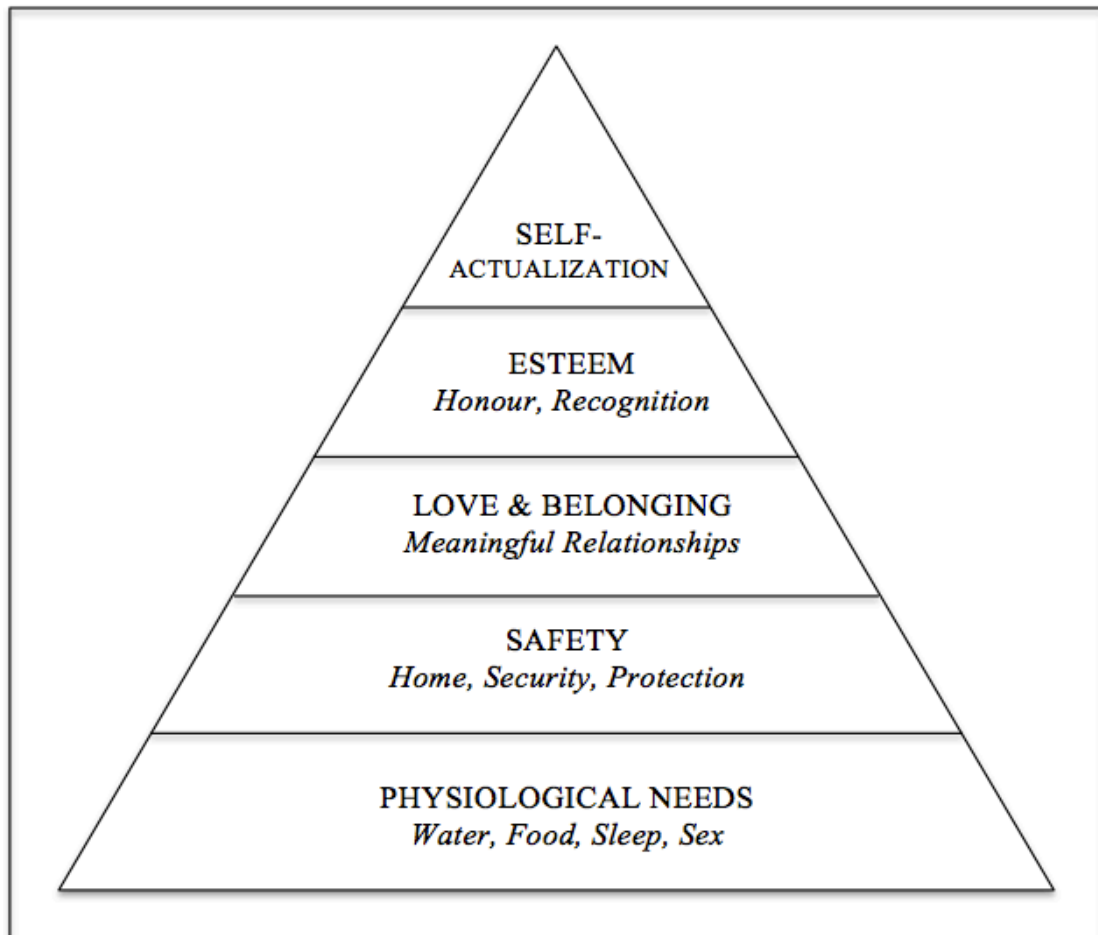 SELF-
ACTUALIZATION
ESTEEM
Honour, Recognition
LOVE & BELONGING
Meaningful Relationships
SAFETY
Home, Security, Protection
PHYSIOLOGICAL NEEDS
Water, Food, Sleep, Sex